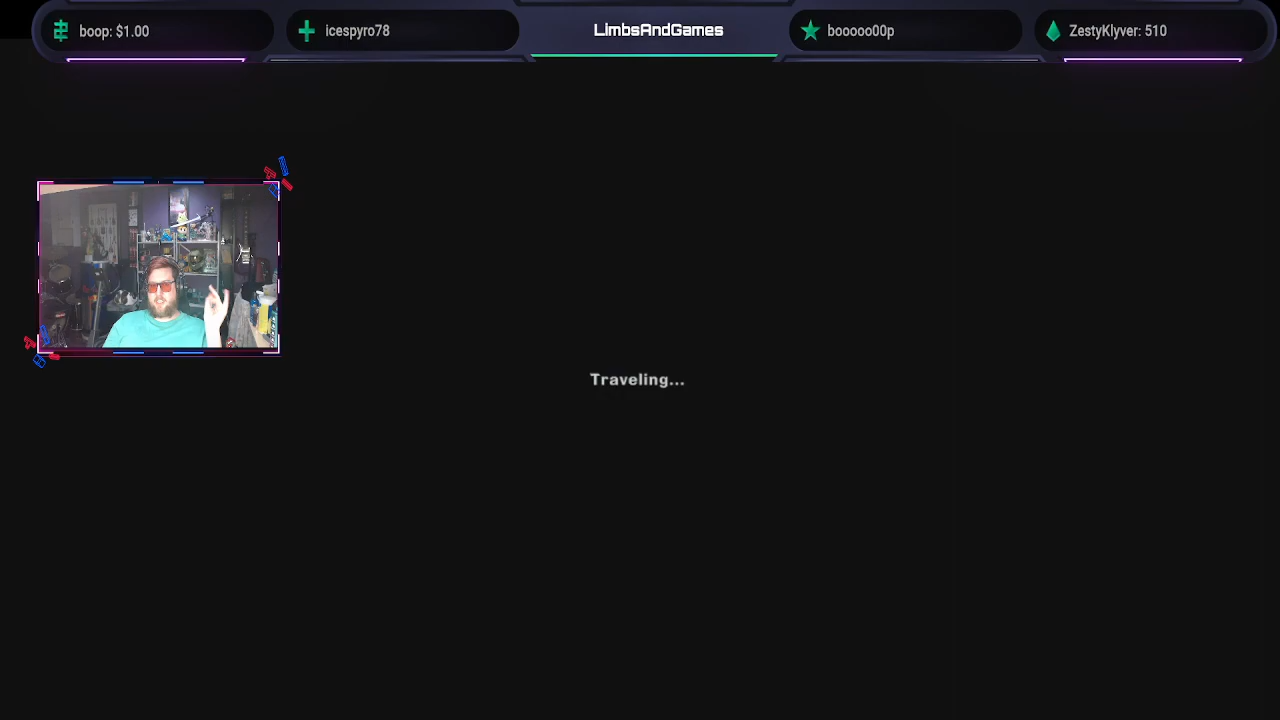 boop: $1.00
icespyro78
LimbsAndGames
booooo00p
ZestyKlyver: 510
Traveling...